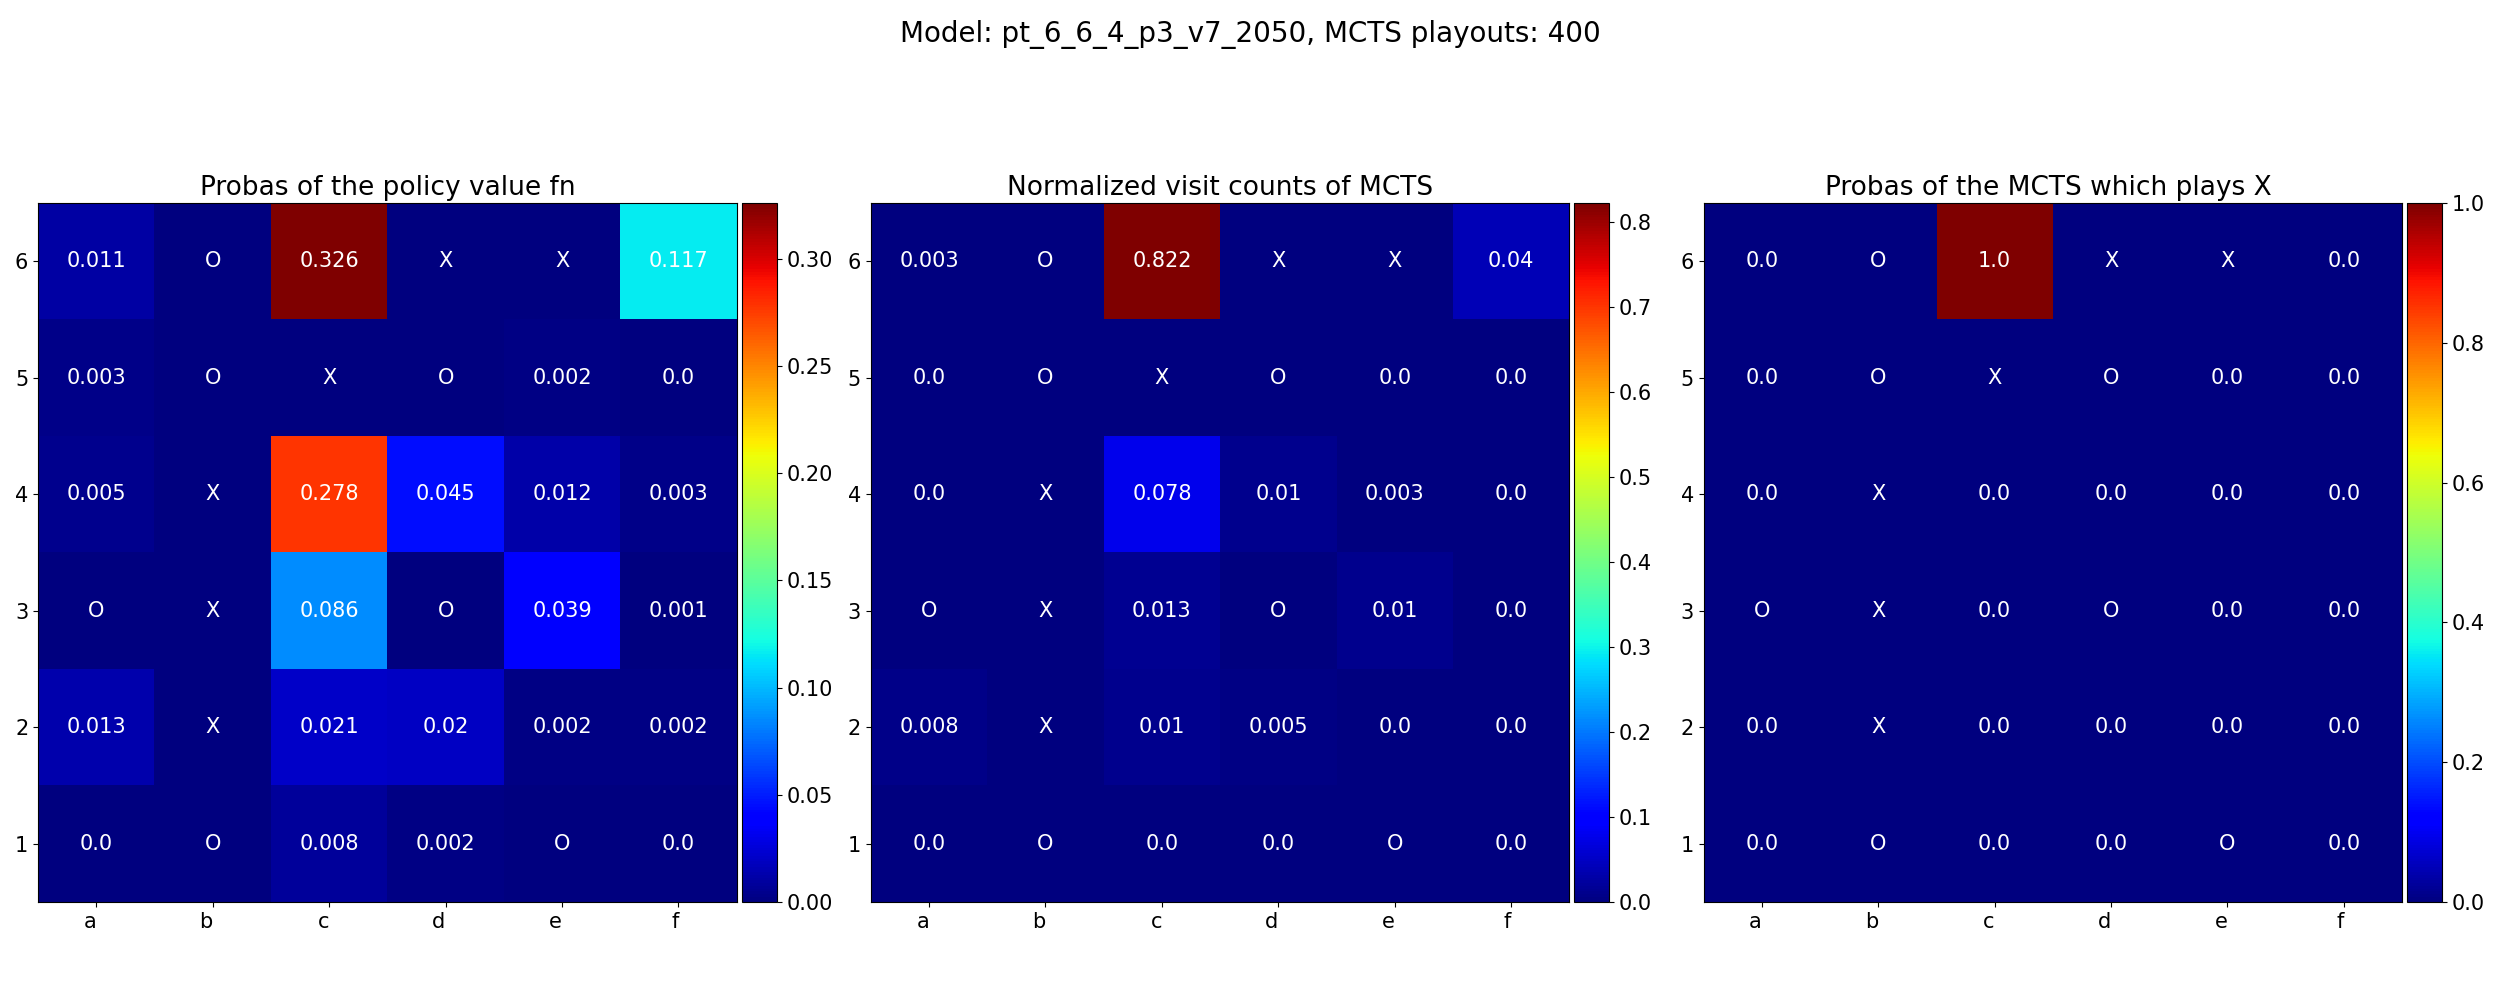 Model: pt_6_6_4_p3_v7_2050, MCTS playouts: 400
Probas of the policy value fn
6 0.011 O 0.326 X X 0.117
5 0.003 O X O 0.002 0.0
4 0.005 X 0.278 0.045 0.012 0.003
3 O X 0.086 O 0.039 0.001
2 0.013 X 0.021 0.02 0.002 0.002
1 0.0 O 0.008 0.002 O 0.0
a b c d e f
0.30
0.25
0.20
0.15
0.10
0.05
0.00
Normalized visit counts of MCTS
6 0.003 O 0.822 X X 0.04
5 0.0 O X O 0.0 0.0
4 0.0 X 0.078 0.01 0.003 0.0
3 O X 0.013 O 0.01 0.0
2 0.008 X 0.01 0.005 0.0 0.0
1 0.0 O 0.0 0.0 O 0.0
a b c d e f
0.8
0.7
0.6
0.5
0.4
0.3
0.2
0.1
0.0
Probas of the MCTS which plays X
6 0.0 O 1.0 X X 0.0
5 0.0 O X O 0.0 0.0
4 0.0 X 0.0 0.0 0.0 0.0
3 O X 0.0 O 0.0 0.0
2 0.0 X 0.0 0.0 0.0 0.0
1 0.0 O 0.0 0.0 O 0.0
a b c d e f
1.0
0.8
0.6
0.4
0.2
0.0